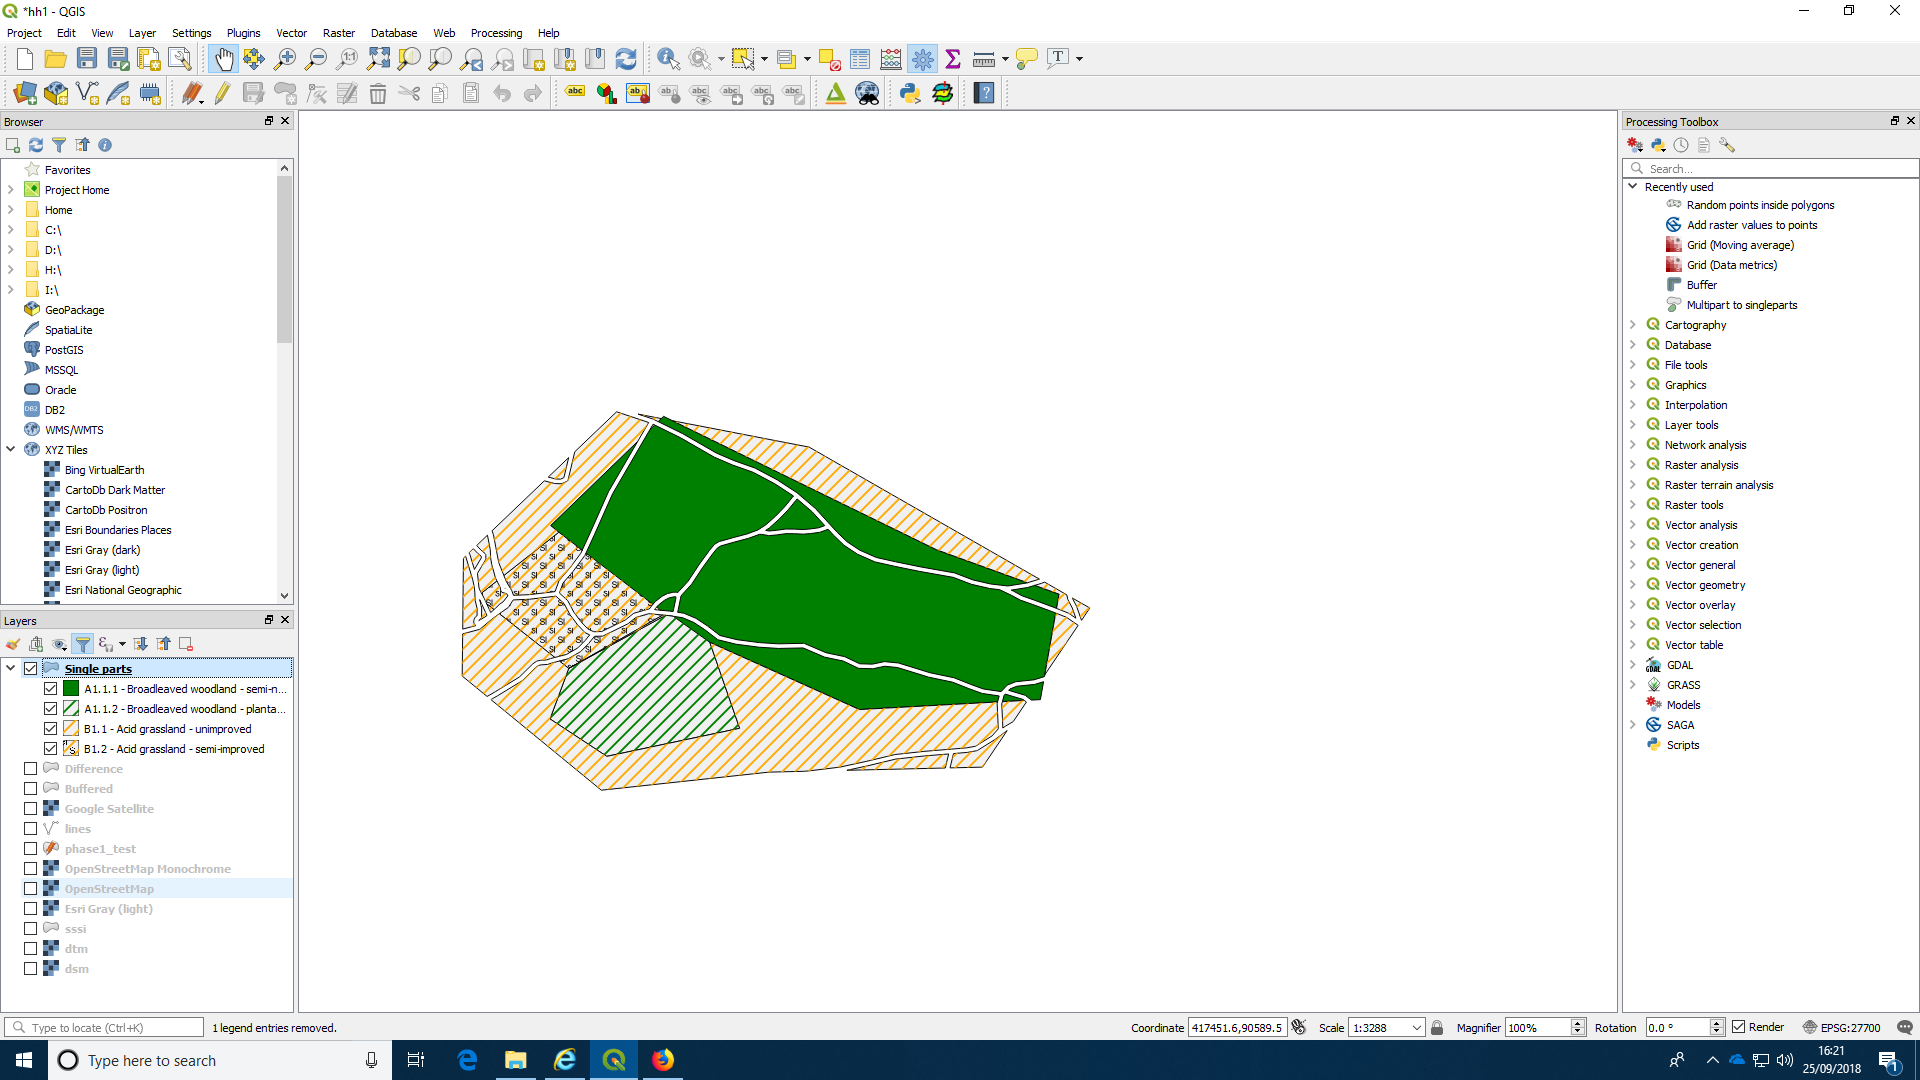 *hh1 - QGIS
Project Edit View Layer Settings Plugins Vector Raster Database Web Processing Help
Browser
Favorites
Project Home
Home
C:\
D:\
H:\
I:\
GeoPackage
SpatiaLite
PostGIS
MSSQL
Oracle
DB2
WMS/WMTS
XYZ Tiles
Bing VirtualEarth
CartoDb Dark Matter
CartoDb Positron
Esri Boundaries Places
Esri Gray (dark)
Esri Gray (light)
Esri National Geographic
Layers
Single parts
A1.1.1 - Broadleaved woodland - semi-n...
A1.1.2 - Broadleaved woodland - planta...
B1.1 - Acid grassland - unimproved
B1.2 - Acid grassland - semi-improved
Difference
Buffered
Google Satellite
lines
phase1_test
OpenStreetMap Monochrome
OpenStreetMap
Esri Gray (light)
sssi
dtm
dsm
Processing Toolbox
Search...
Recently used
Random points inside polygons
Add raster values to points
Grid (Moving average)
Grid (Data metrics)
Buffer
Multipart to singleparts
Cartography
Database
File tools
Graphics
Interpolation
Layer tools
Network analysis
Raster analysis
Raster terrain analysis
Raster tools
Vector analysis
Vector creation
Vector general
Vector geometry
Vector overlay
Vector selection
Vector table
GDAL
GRASS
Models
SAGA
Scripts
Type to locate (Ctrl+K) 1 legend entries removed. Coordinate 417451.6,90589.5 Scale 1:3288 Magnifier 100% Rotation 0.0 ° Render EPSG:27700
Type here to search
16:21
25/09/2018